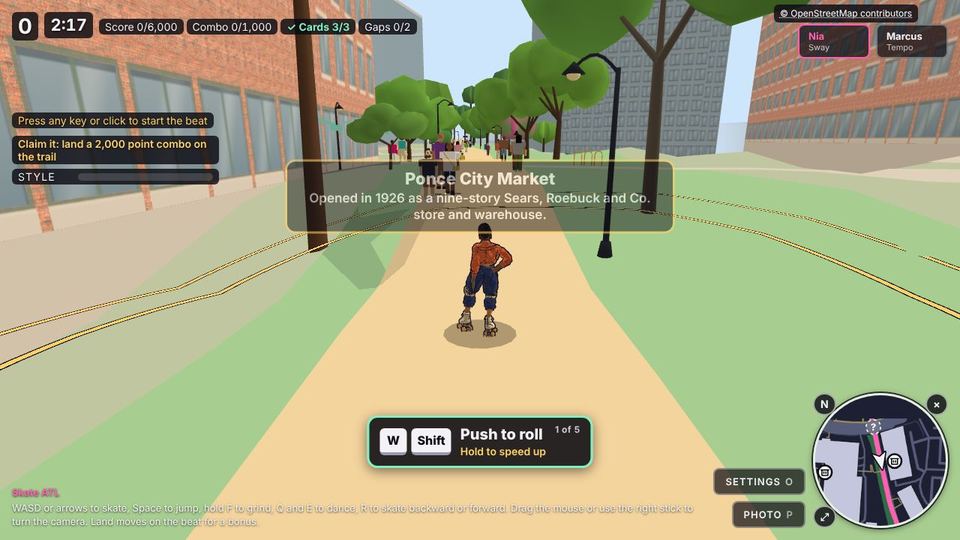 0
2:17
Score 0/6,000
Combo 0/1,000
✓ Cards 3/3
Gaps 0/2
© OpenStreetMap contributors
Nia
Sway
Marcus
Tempo
Press any key or click to start the beat
Claim it: land a 2,000 point combo on
the trail
STYLE
Ponce City Market
Opened in 1926 as a nine-story Sears, Roebuck and Co.
store and warehouse.
W
Shift
Push to roll
1 of 5
Hold to speed up
N
×
?
SETTINGS O
PHOTO P
Skate ATL
WASD or arrows to skate, Space to jump, hold F to grind, Q and E to dance, R to skate backward or forward. Drag the mouse or use the right stick to
turn the camera. Land moves on the beat for a bonus.